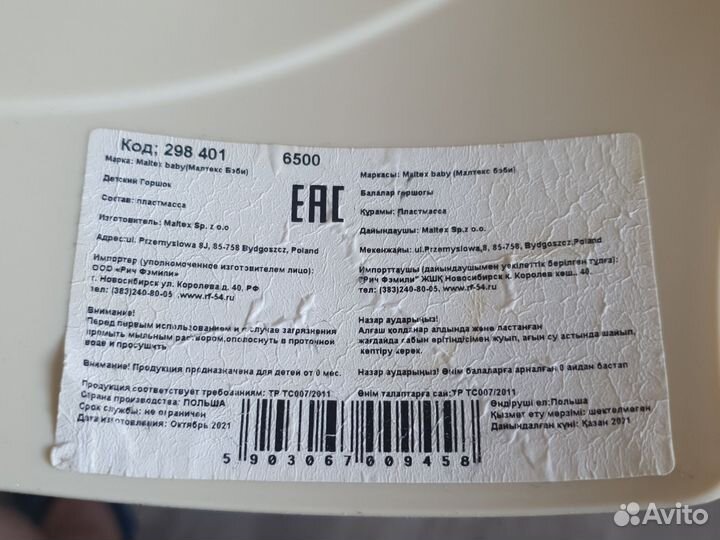 Код; 298 401
6500
Марка: Maltex baby(Малтекс Бэби)
Детский Горшок
Состав: пластмасса
Изготовитель: Maltex Sp. z o.o
Адрес:ul. Przemyslowa 8J, 85-758 Bydgoszcz, Poland
Импортер (уполномоченное изготовителем лицо):
ООО «Рич Фэмили»
г. Новосибирск ул. Королева д. 40, РФ
тел: (383)240-80-05, www.rf-54.ru
Внимание!
Перед первым использованием и в случае загрязнения
промыть мыльным раствором,ополоснуть в проточной
воде и просушить
Внимание! Продукция предназначена для детей от 0 мес.
Продукция соответствует требованиям: ТР ТС007/2011
Страна производства: ПОЛЬША
Срок службы: не ограничен
Дата изготовления: Октябрь 2021
EAC
Маркасы: Maltex baby (Малтекс Бэби)
Балалар горшогы
Құрамы: Пластмасса
Дайындаушы: Maltex Sp.z o.o
Мекенжайы: ul.Przemyslowa,8, 85-758, Bydgoszcz,Poland
Импорттаушы (дайындаушымен уекілеттік берілген тұлға):
"Рич Фэмили" ЖШҚ Новосибирск к. Королев көш., 40.
тел: (383)240-80-05, www.rf-54.ru
Назар аударыңыз!
Алғаш қолданар алдында және ластанған
жағдайда сабын ерітіндісімен жуып, ағын су астында шайып,
кептіру керек.
Назар аударыңыз! Өнім балаларға арналған 0 айдан бастап
Өнім талаптарға сай:ТР ТС007/2011
Өндіруші ел:Польша
Қызмет ету мерзімі: шектелмеген
Дайындалған күні: Қазан 2021
5 903067 009458
Avito